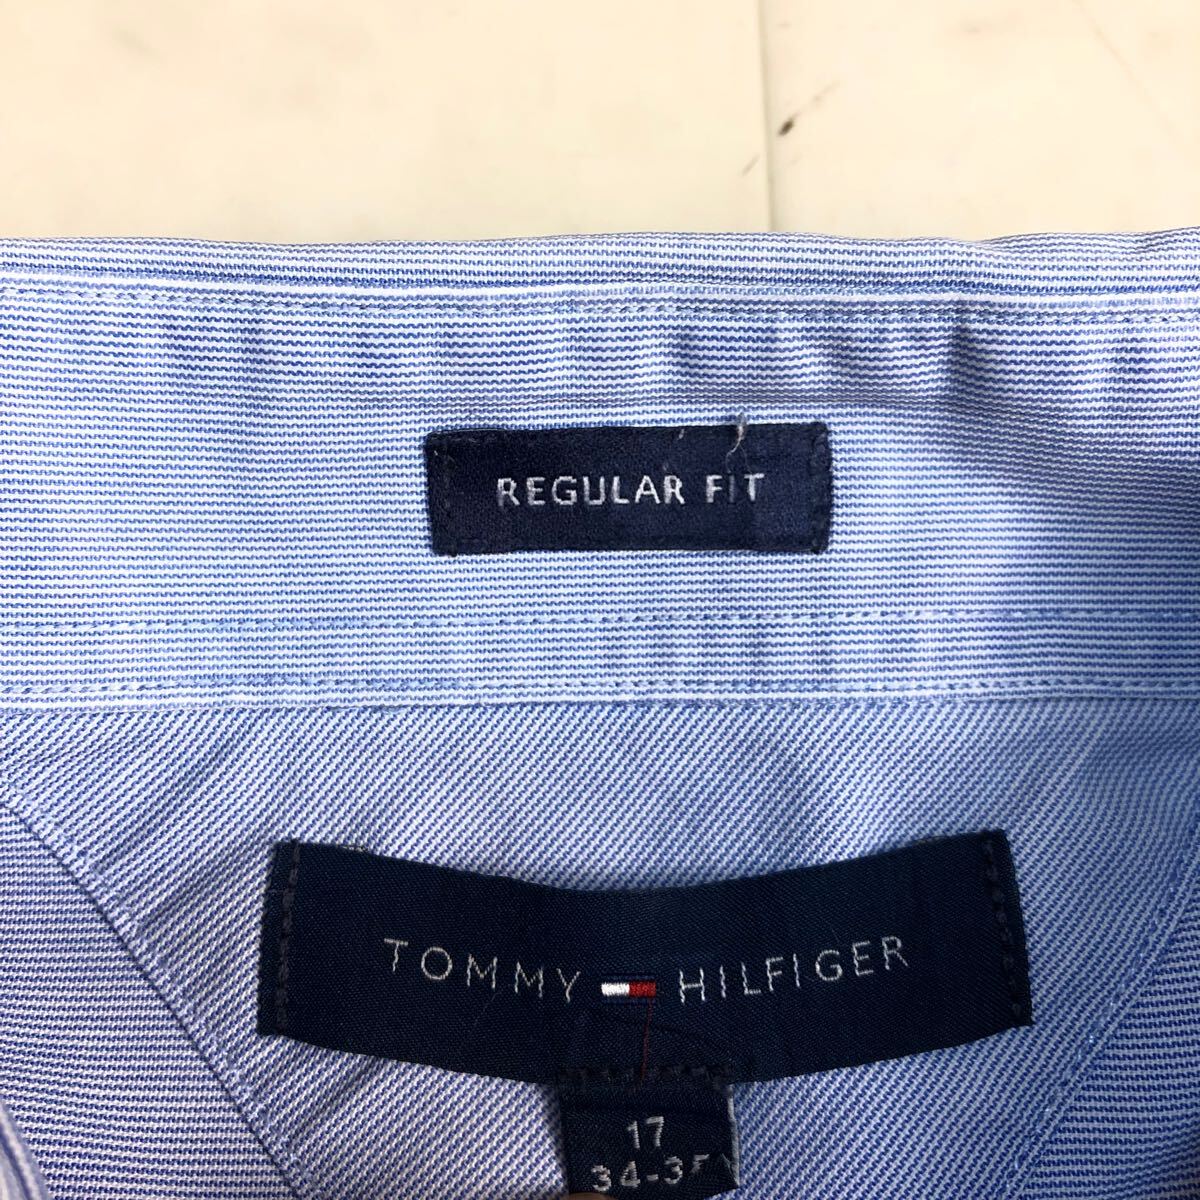 REGULAR FIT
TOMMY HILFIGER
17